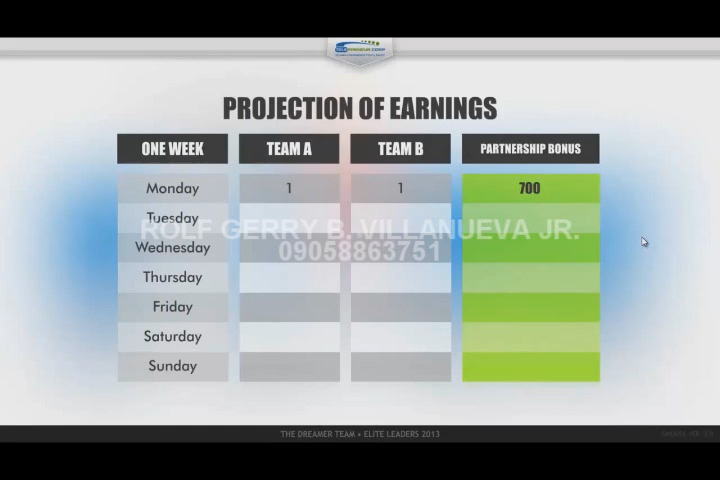 PROJECTION OF EARNINGS
ONE WEEK TEAM A TEAM B PARTNERSHIP BONUS
Monday 1 1 700
Tuesday
ROLF GERRY B. VILLANUEVA JR.
Wednesday
09058863751
Thursday
Friday
Saturday
Sunday
THE DREAMER TEAM • ELITE LEADERS 2013